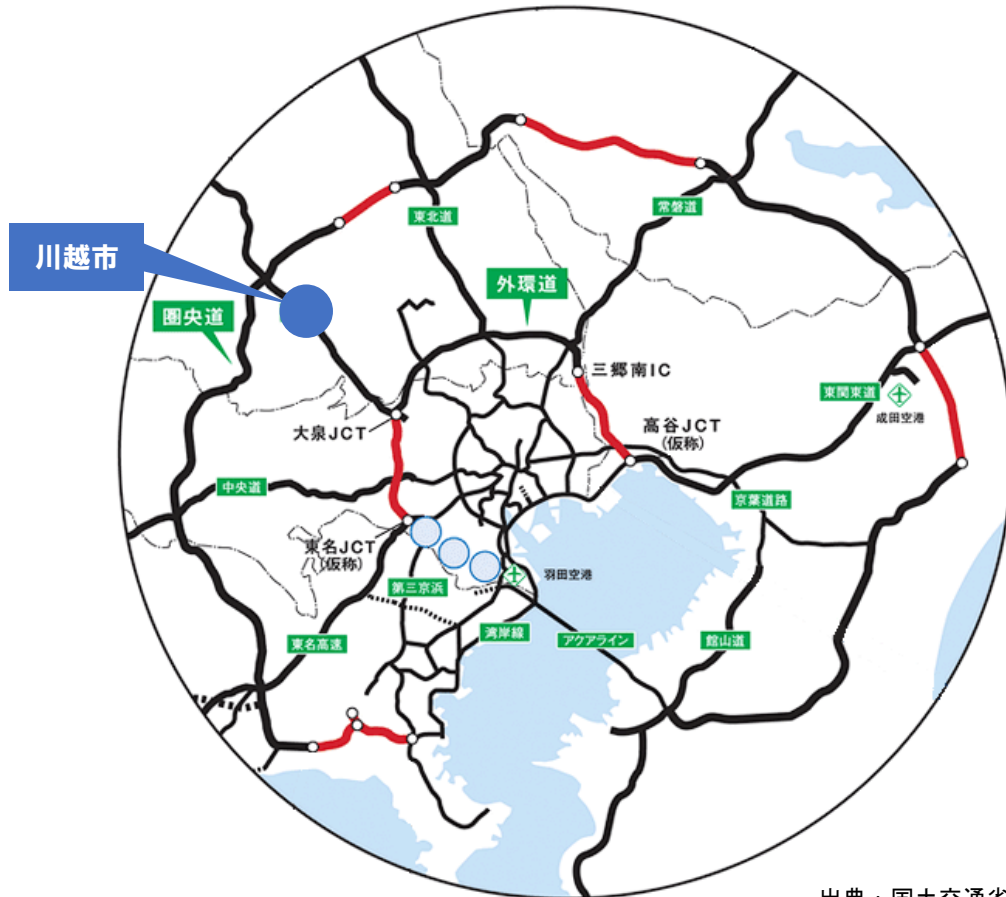 東北道
常磐道
川越市
外環道
圏央道
三郷南IC
東関東道
成田空港
高谷JCT
(仮称)
大泉JCT
中央道
京葉道路
東名JCT
(仮称)
羽田空港
第三京浜
湾岸線
アクアライン
館山道
東名高速